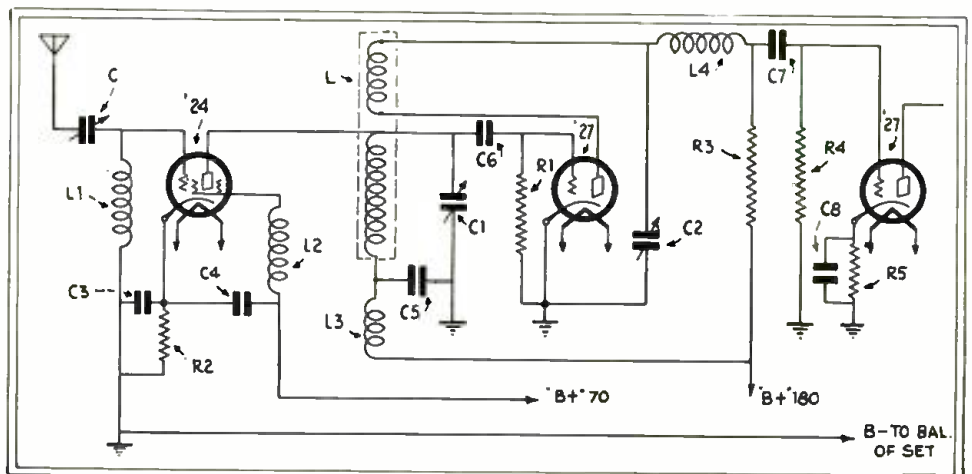 C
'24
L
L4
C7
'27
'27
L1
C6
R1
R3
R4
C1
C2
C8
L2
C3
C4
C5
R5
L3
R2
"B+" 70
"B+" 180
B- TO BAL.
OF SET